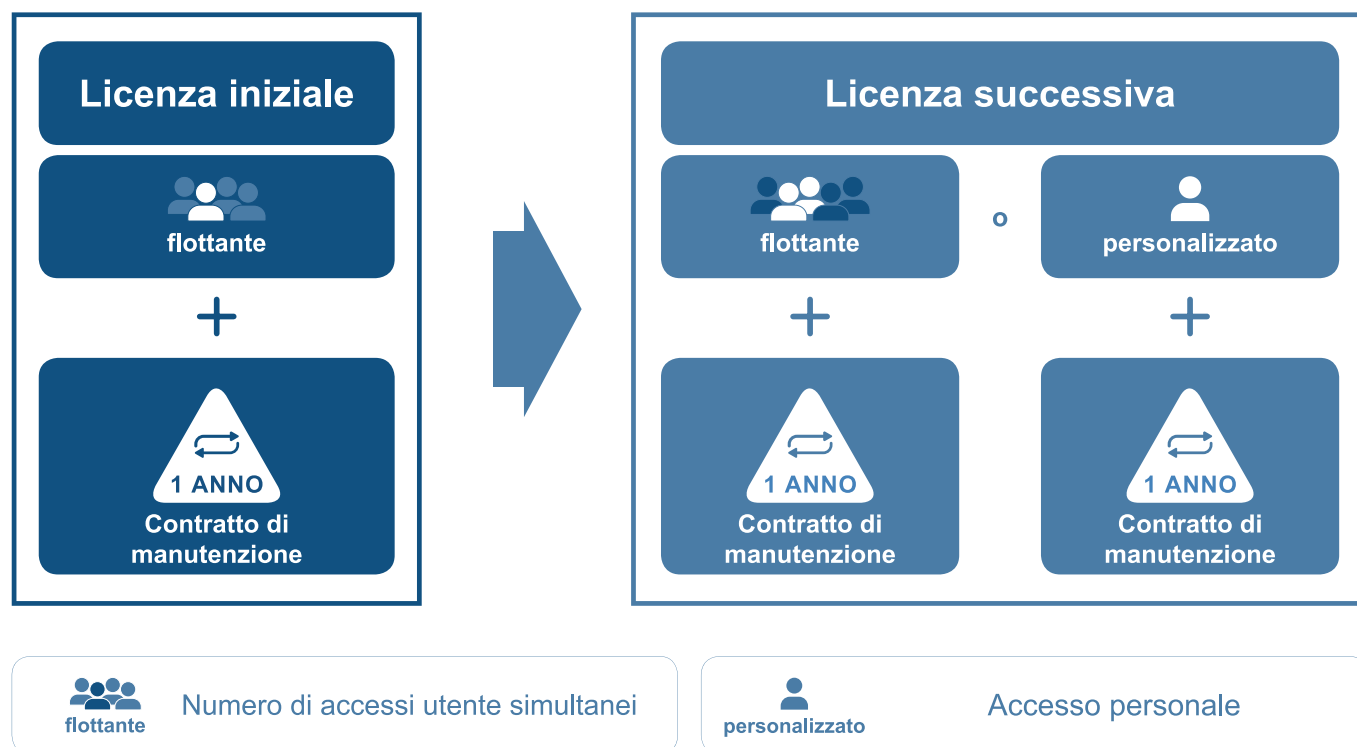 Licenza iniziale
flottante
1 ANNO
Contratto di
manutenzione
Licenza successiva
flottante
o
personalizzato
1 ANNO
Contratto di
manutenzione
1 ANNO
Contratto di
manutenzione
flottante
Numero di accessi utente simultanei
personalizzato
Accesso personale